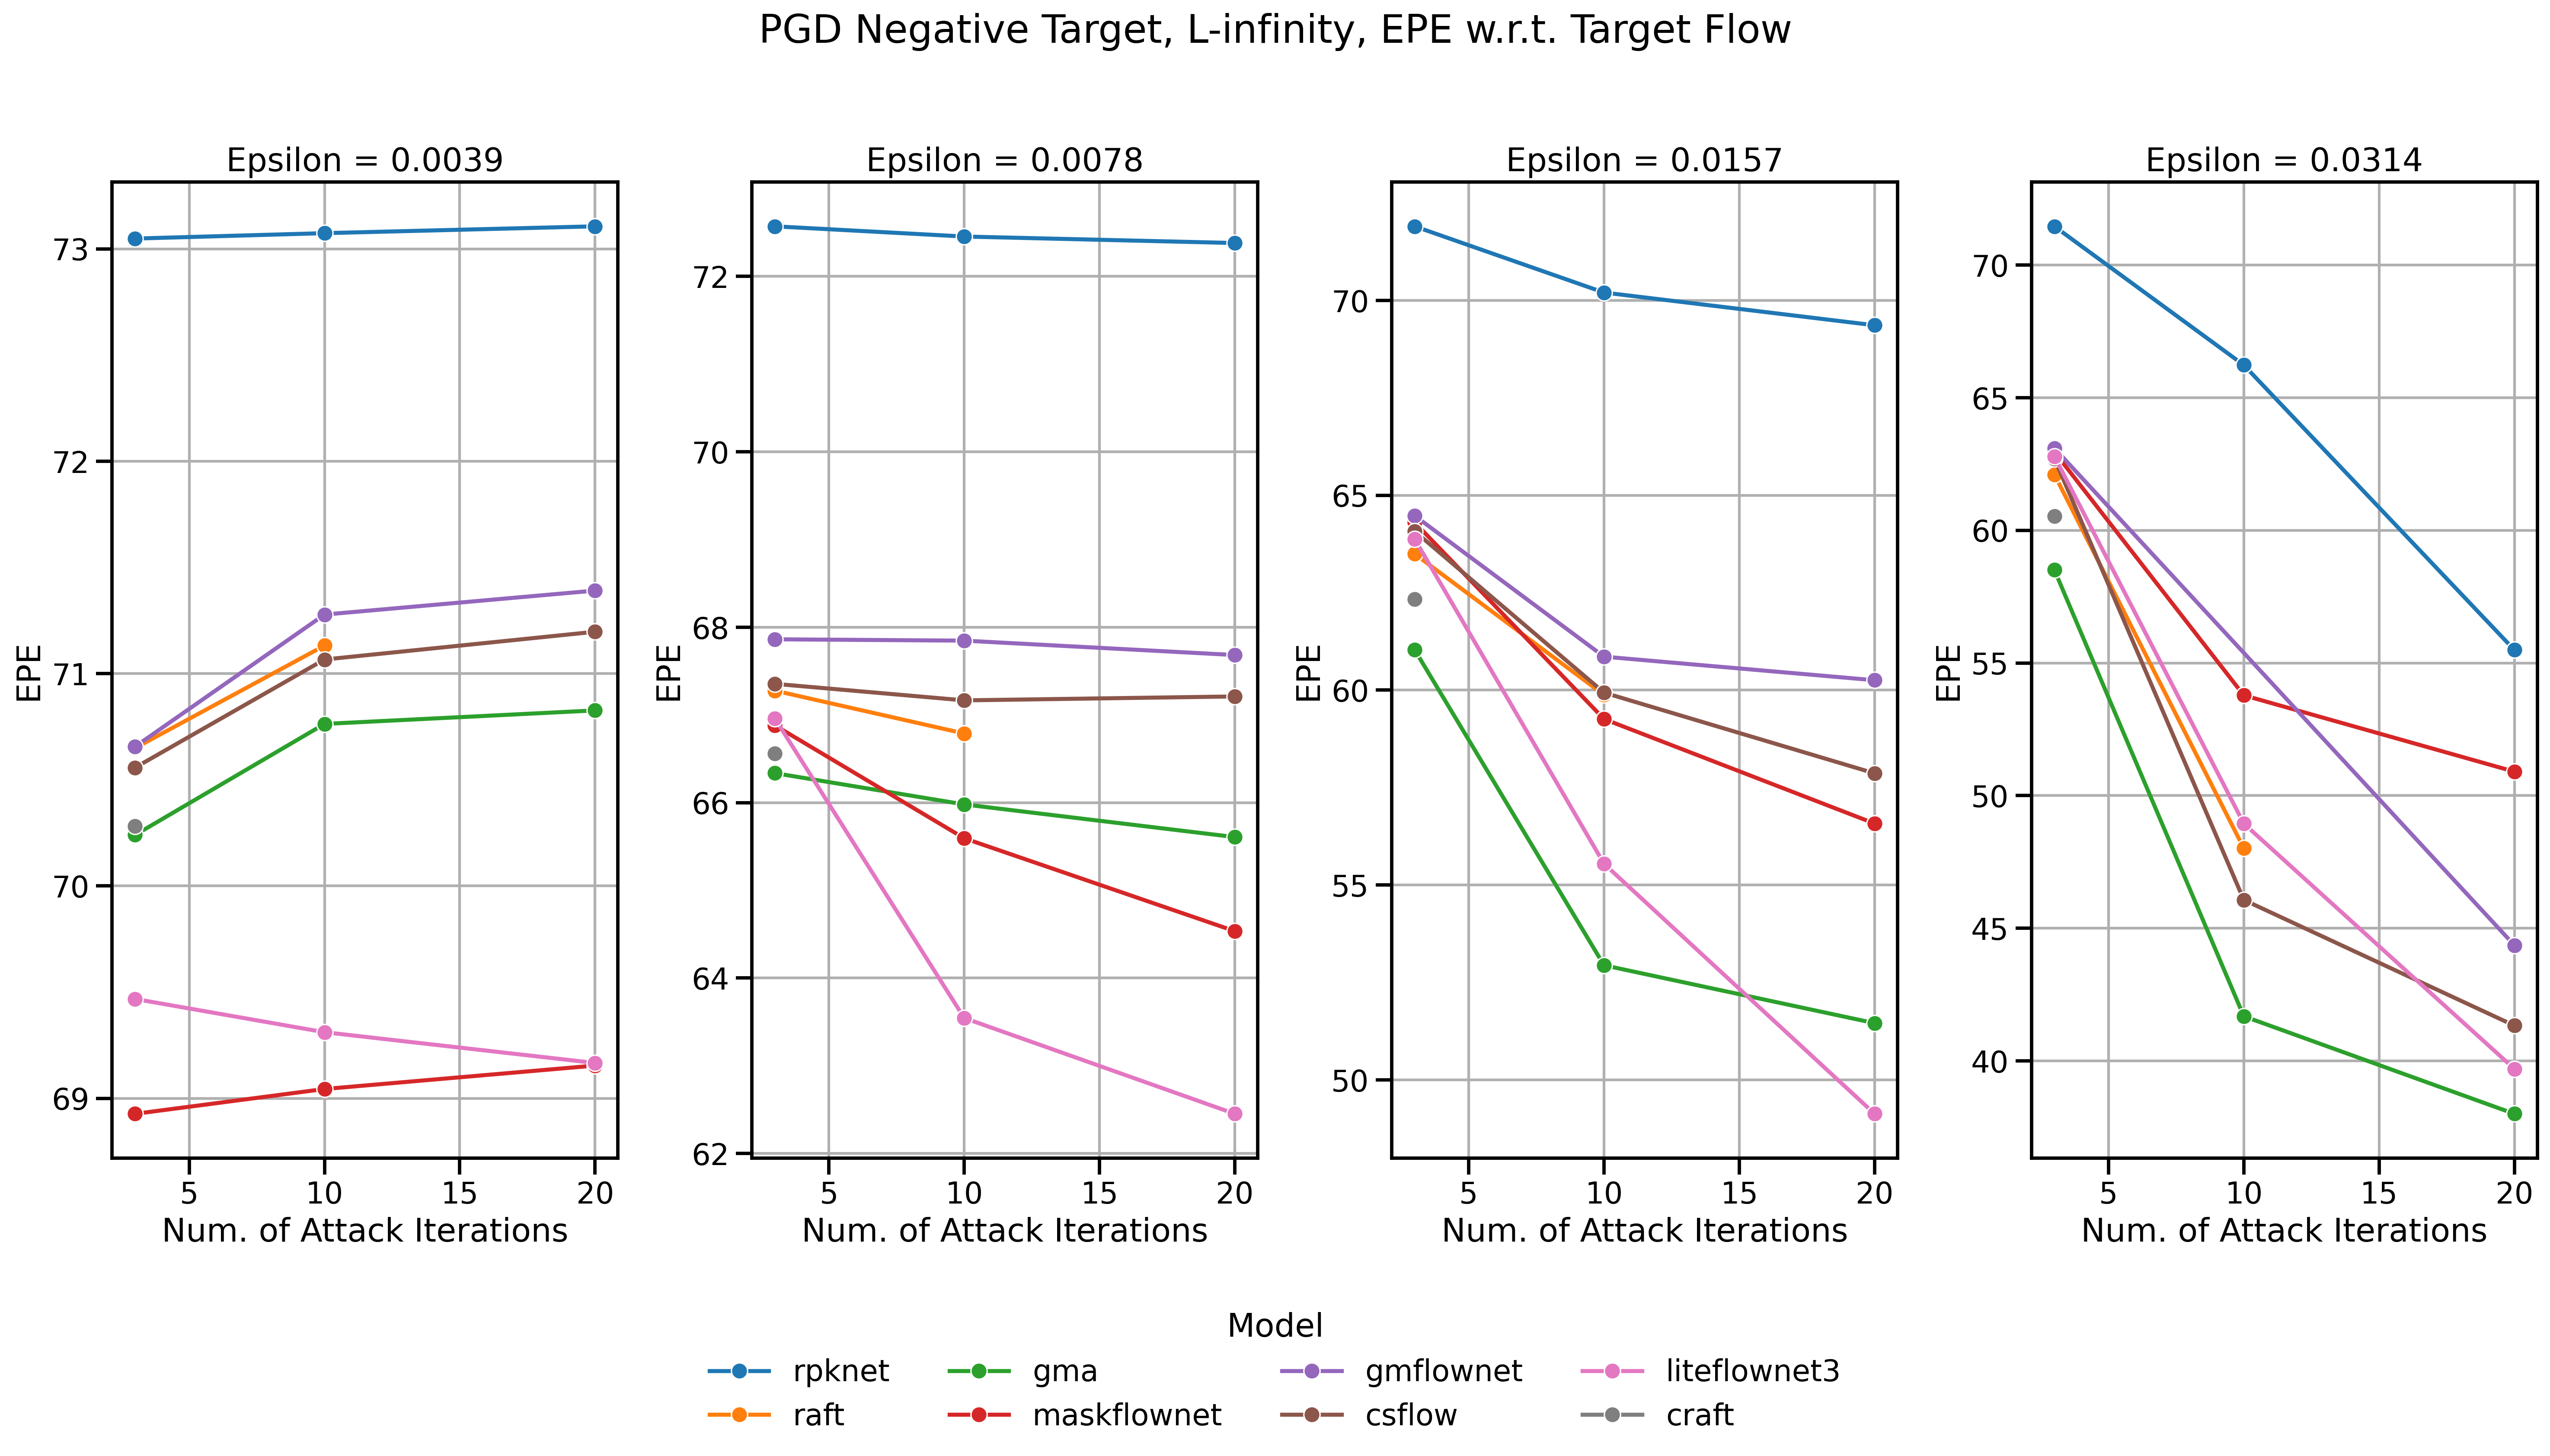 PGD Negative Target, L-infinity, EPE w.r.t. Target Flow
Epsilon = 0.0039
EPE
73
72
71
70
69
5 10 15 20
Num. of Attack Iterations
Epsilon = 0.0078
EPE
72
70
68
66
64
62
5 10 15 20
Num. of Attack Iterations
Epsilon = 0.0157
EPE
70
65
60
55
50
5 10 15 20
Num. of Attack Iterations
Epsilon = 0.0314
EPE
70
65
60
55
50
45
40
5 10 15 20
Num. of Attack Iterations
Model
rpknet gma gmflownet liteflownet3
raft maskflownet csflow craft